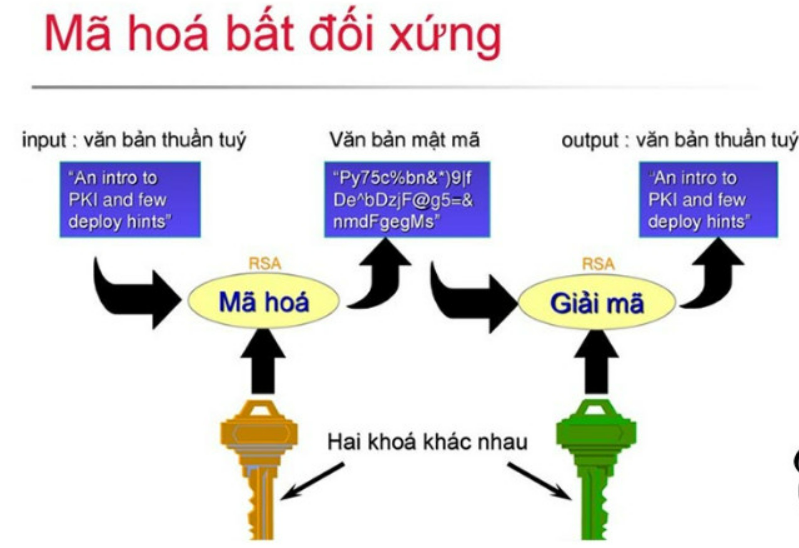 Mã hoá bất đối xứng
input : văn bản thuần tuý
Văn bản mật mã
output : văn bản thuần tuý
"An intro to
PKI and few
deploy hints"
"Py75c%bn&*)9|f
De^bDzjF@g5=&
nmdFgegMs"
"An intro to
PKI and few
deploy hints"
RSA
Mã hoá
RSA
Giải mã
Hai khoá khác nhau